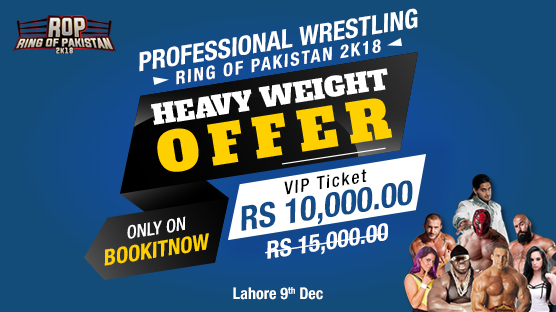 ROP
RING OF PAKISTAN
2K18
PROFESSIONAL WRESTLING
RING OF PAKISTAN 2K18
HEAVY WEIGHT
OFFER
VIP Ticket
RS 10,000.00
RS 15,000.00
ONLY ON
BOOKITNOW
Lahore 9th Dec